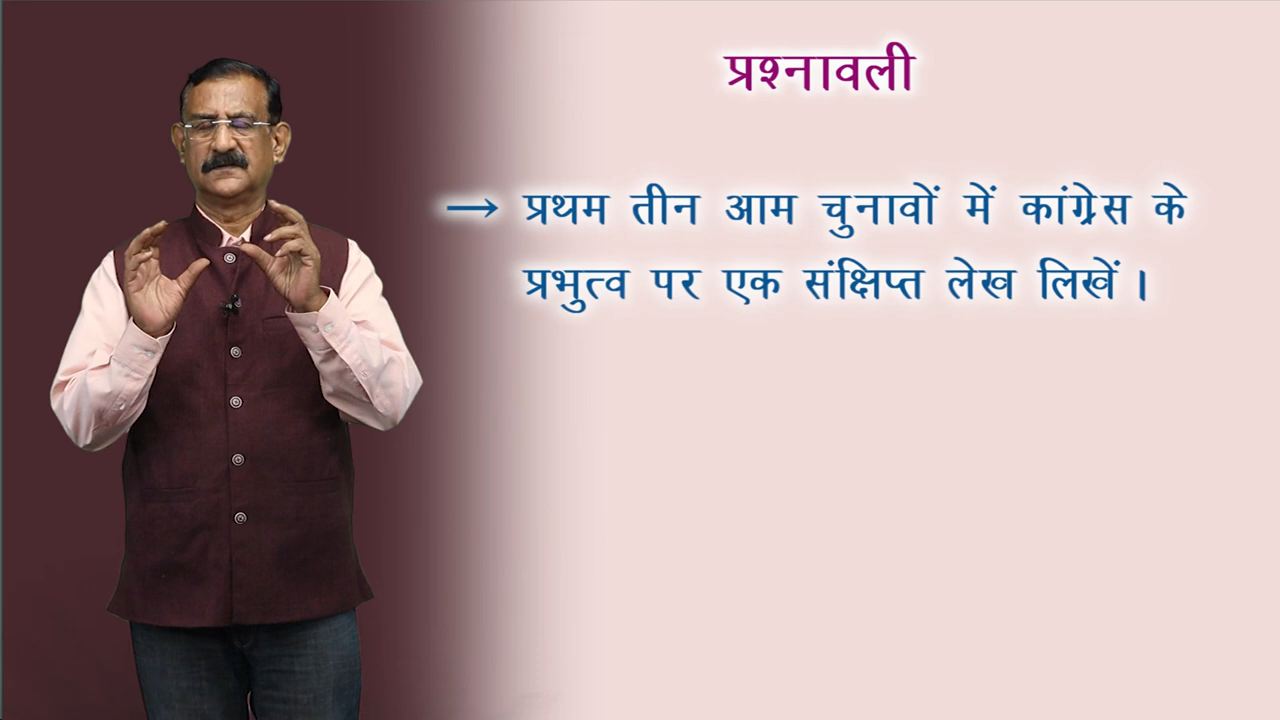 प्रश्नावली
→ प्रथम तीन आम चुनावों में कांग्रेस के
प्रभुत्व पर एक संक्षिप्त लेख लिखें।